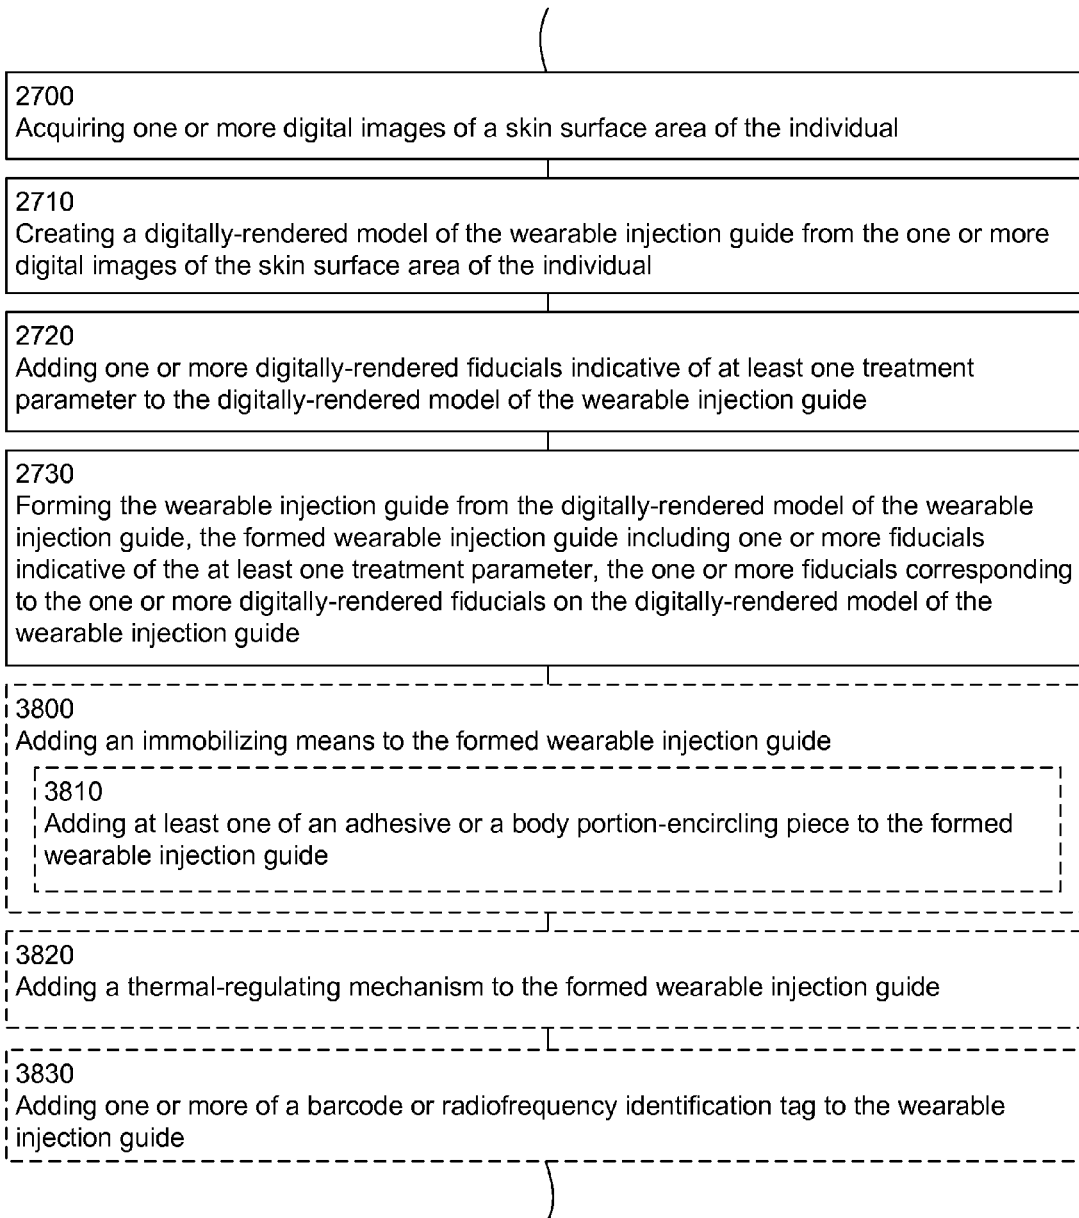 2700
Acquiring one or more digital images of a skin surface area of the individual
2710
Creating a digitally-rendered model of the wearable injection guide from the one or more
digital images of the skin surface area of the individual
2720
Adding one or more digitally-rendered fiducials indicative of at least one treatment
parameter to the digitally-rendered model of the wearable injection guide
2730
Forming the wearable injection guide from the digitally-rendered model of the wearable
injection guide, the formed wearable injection guide including one or more fiducials
indicative of the at least one treatment parameter, the one or more fiducials corresponding
to the one or more digitally-rendered fiducials on the digitally-rendered model of the
wearable injection guide
3800
Adding an immobilizing means to the formed wearable injection guide
3810
Adding at least one of an adhesive or a body portion-encircling piece to the formed
wearable injection guide
3820
Adding a thermal-regulating mechanism to the formed wearable injection guide
3830
Adding one or more of a barcode or radiofrequency identification tag to the wearable
injection guide